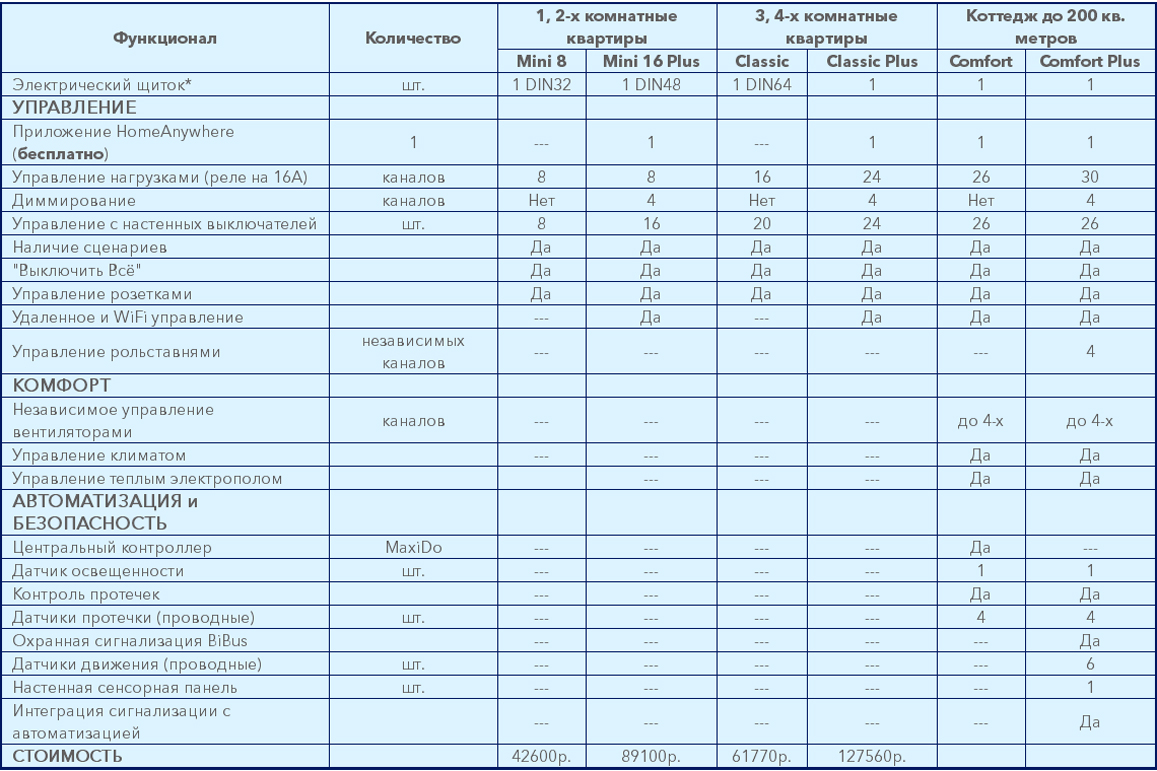 Функционал Количество 1, 2-х комнатные квартиры 3, 4-х комнатные квартиры Коттедж до 200 кв. метров
Mini 8 Mini 16 Plus Classic Classic Plus Comfort Comfort Plus
Электрический щиток* шт. 1 DIN32 1 DIN48 1 DIN64 1 1 1
УПРАВЛЕНИЕ
Приложение HomeAnywhere
(бесплатно) 1 --- 1 --- 1 1 1
Управление нагрузками (реле на 16А) каналов 8 8 16 24 26 30
Диммирование каналов Нет 4 Нет 4 Нет 4
Управление с настенных выключателей шт. 8 16 20 24 26 26
Наличие сценариев Да Да Да Да Да Да
"Выключить Всё" Да Да Да Да Да Да
Управление розетками Да Да Да Да Да Да
Удаленное и WiFi управление --- Да --- Да Да Да
Управление рольставнями независимых каналов --- --- --- --- --- 4
КОМФОРТ
Независимое управление
вентиляторами каналов --- --- --- --- до 4-х до 4-х
Управление климатом --- --- --- --- Да Да
Управление теплым электрополом --- --- --- Да Да
АВТОМАТИЗАЦИЯ и
БЕЗОПАСНОСТЬ
Центральный контроллер MaxiDo --- --- --- --- Да ---
Датчик освещенности шт. --- --- --- --- 1 1
Контроль протечек --- --- --- --- Да Да
Датчики протечки (проводные) шт. --- --- --- --- 4 4
Охранная сигнализация BiBus --- --- --- --- --- Да
Датчики движения (проводные) шт. --- --- --- --- --- 6
Настенная сенсорная панель шт. --- --- --- --- --- 1
Интеграция сигнализации с
автоматизацией --- --- --- --- --- Да
СТОИМОСТЬ 42600р. 89100р. 61770р. 127560р.